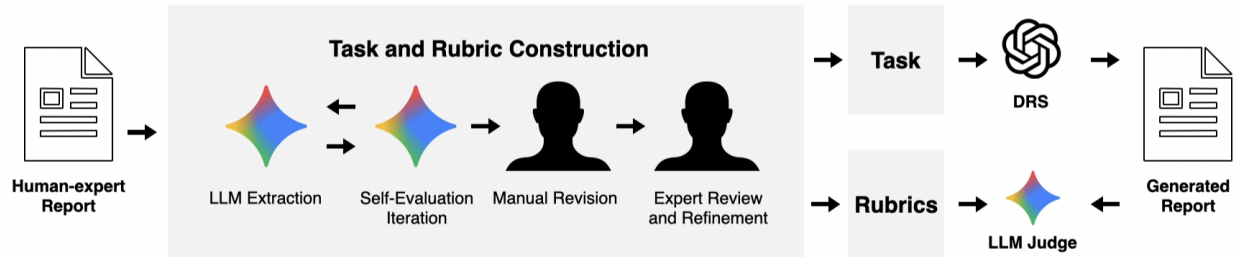 Human-expert
Report
Task and Rubric Construction
LLM Extraction
Self-Evaluation
Iteration
Manual Revision
Expert Review
and Refinement
Task
DRS
Rubrics
LLM Judge
Generated
Report